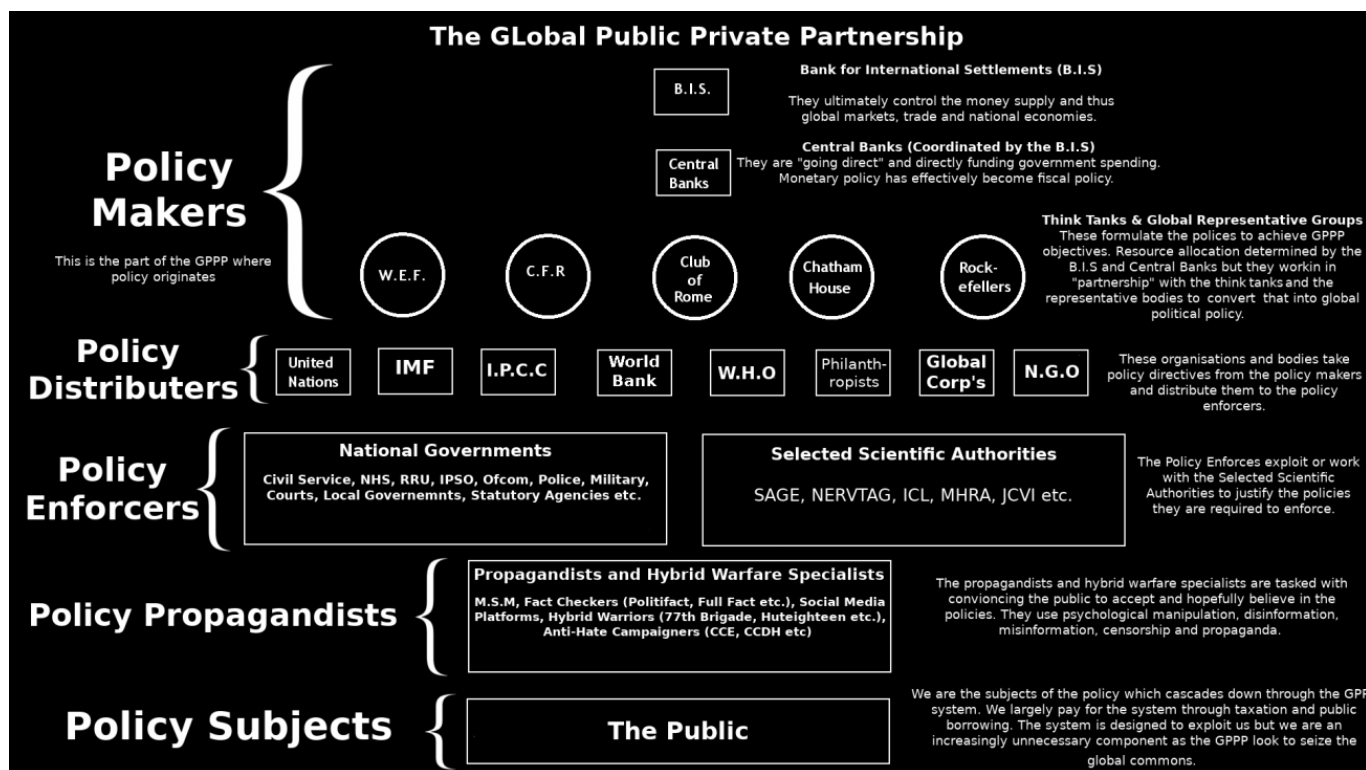 The GLobal Public Private Partnership
B.I.S.
Bank for International Settlements (B.I.S)
They ultimately control the money supply and thus
global markets, trade and national economies.
Policy
Makers
This is the part of the GPPP where
policy originates
Central
Banks
Central Banks (Coordinated by the B.I.S)
They are "going direct" and directly funding government spending.
Monetary policy has effectively become fiscal policy.
W.E.F.
C.F.R
Club
of
Rome
Chatham
House
Rock-
efellers
Think Tanks & Global Representative Groups
These formulate the polices to achieve GPPP
objectives. Resource allocation determined by the
B.I.S and Central Banks but they workin in
"partnership" with the think tanks and the
representative bodies to convert that into global
political policy.
Policy
Distributers
United
Nations
IMF
I.P.C.C
World
Bank
W.H.O
Philanth-
ropists
Global
Corp's
N.G.O
These organisations and bodies take
policy directives from the policy makers
and distribute them to the policy
enforcers.
Policy
Enforcers
National Governments
Civil Service, NHS, RRU, IPSO, Ofcom, Police, Military,
Courts, Local Governemnts, Statutory Agencies etc.
Selected Scientific Authorities
SAGE, NERVTAG, ICL, MHRA, JCVI etc.
The Policy Enforces exploit or work
with the Selected Scientific
Authorities to justify the policies
they are required to enforce.
Policy Propagandists
Propagandists and Hybrid Warfare Specialists
M.S.M, Fact Checkers (Politifact, Full Fact etc.), Social Media
Platforms, Hybrid Warriors (77th Brigade, Huteighteen etc.),
Anti-Hate Campaigners (CCE, CCDH etc)
The propagandists and hybrid warfare specialists are tasked with
convioncing the public to accept and hopefully believe in the
policies. They use psychological manipulation, disinformation,
misinformation, censorship and propaganda.
Policy Subjects
The Public
We are the subjects of the policy which cascades down through the GPP
system. We largely pay for the system through taxation and public
borrowing. The system is designed to exploit us but we are an
increasingly unnecessary component as the GPPP look to seize the
global commons.